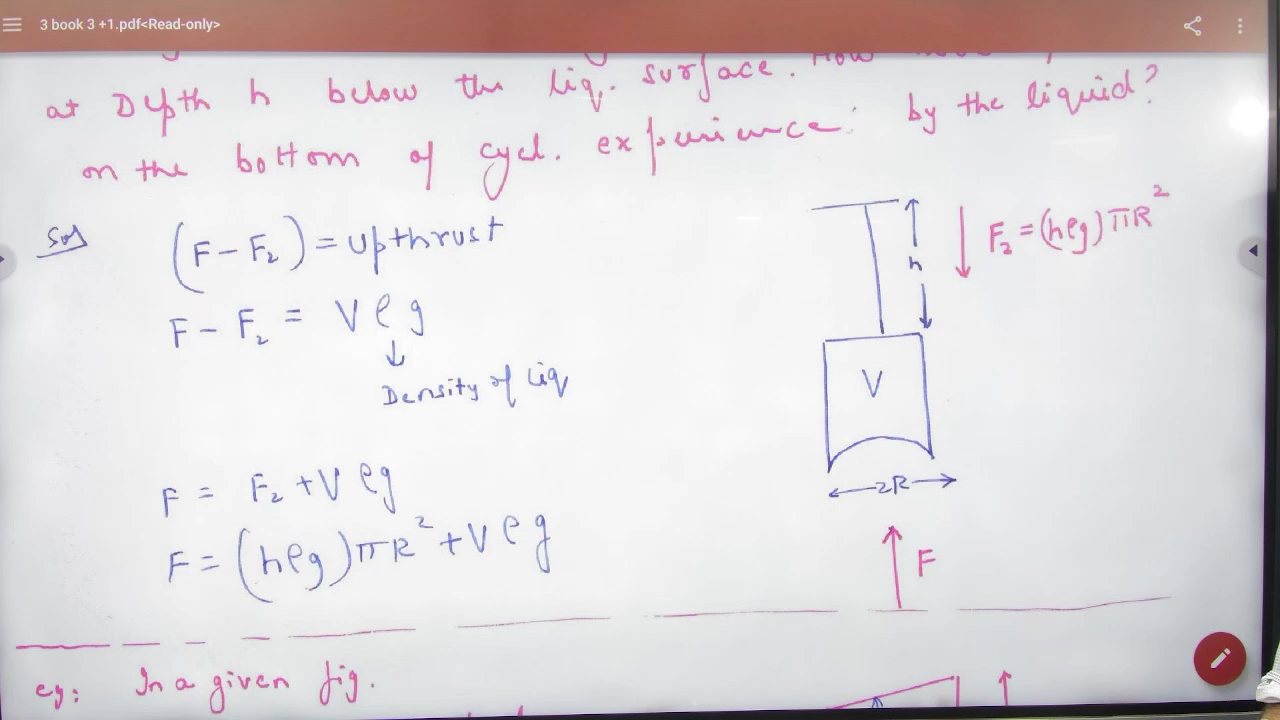 3 book 3 +1.pdf<Read-only>
at Depth h below the liq. surface. How
on the bottom of cycl. experience by the liquid?
Sol
(F-F₂) = upthrust
F - F₂ = Vρg
↓
Density of Liq
F = F₂ + Vρg
F = (hρg)πR² + Vρg
h
↓ F₂ = (hρg)πR²
V
2R
F
eg: In a given fig.